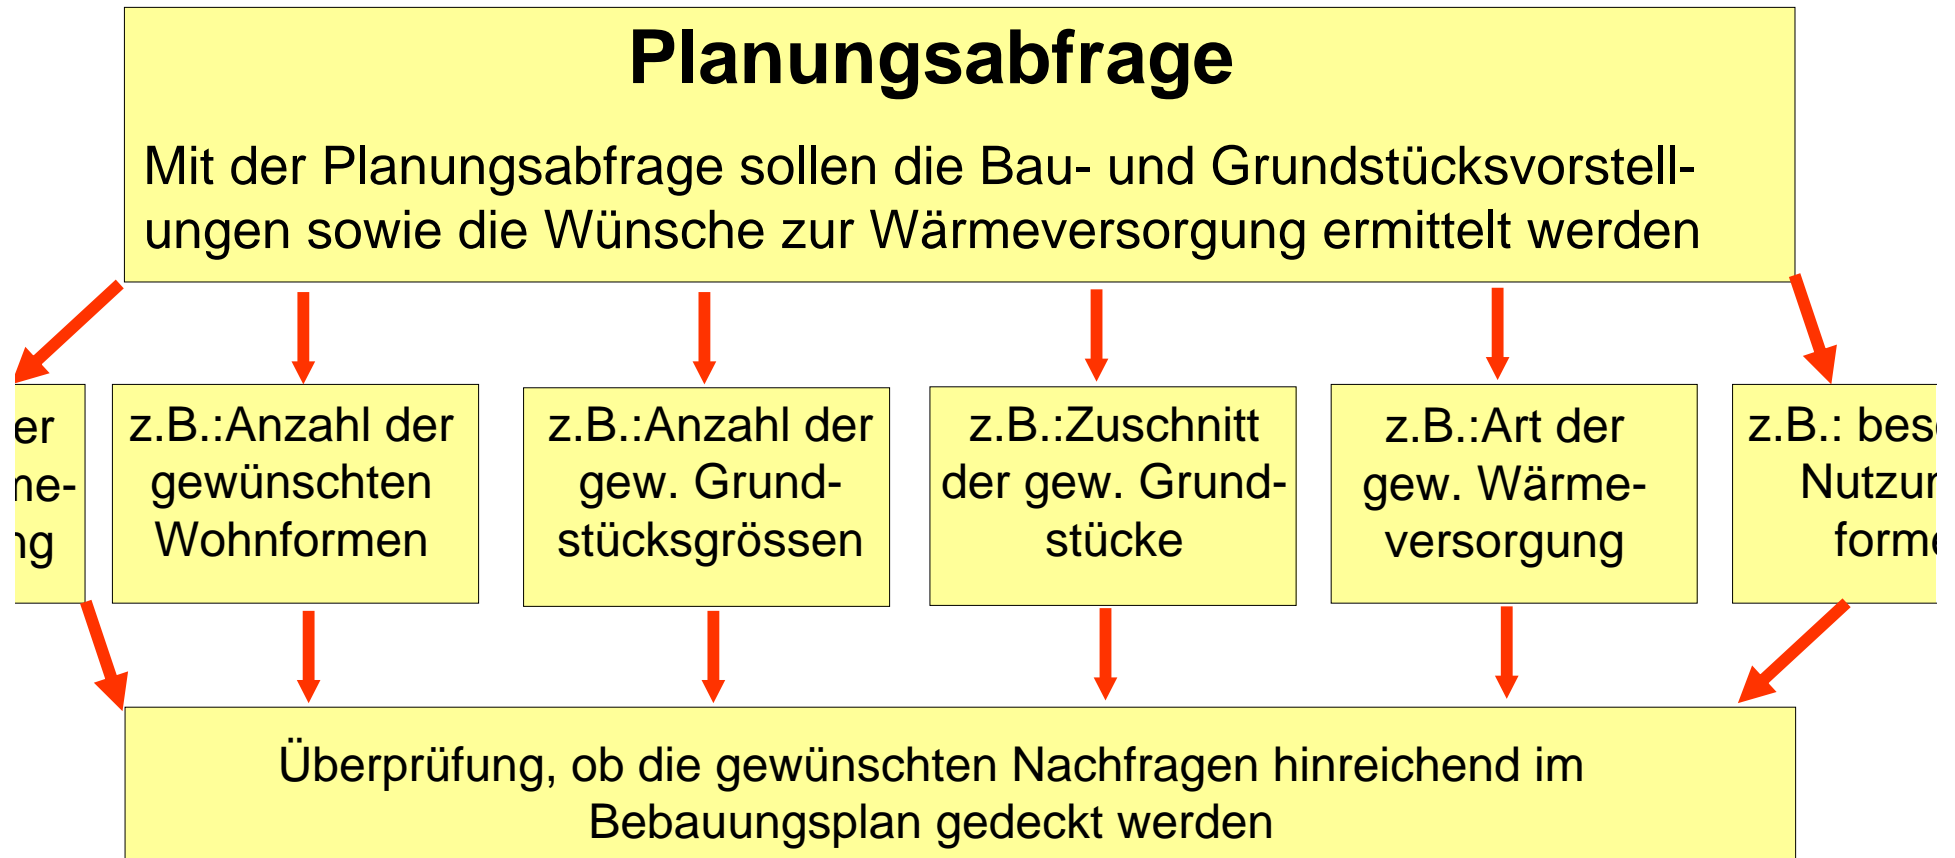 Planungsabfrage
Mit der Planungsabfrage sollen die Bau- und Grundstücksvorstell-
ungen sowie die Wünsche zur Wärmeversorgung ermittelt werden
z.B.:Anzahl der
gewünschten
Wohnformen
z.B.:Anzahl der
gew. Grund-
stücksgrössen
z.B.:Zuschnitt
der gew. Grund-
stücke
z.B.:Art der
gew. Wärme-
versorgung
z.B.:
Überprüfung, ob die gewünschten Nachfragen hinreichend im
Bebauungsplan gedeckt werden